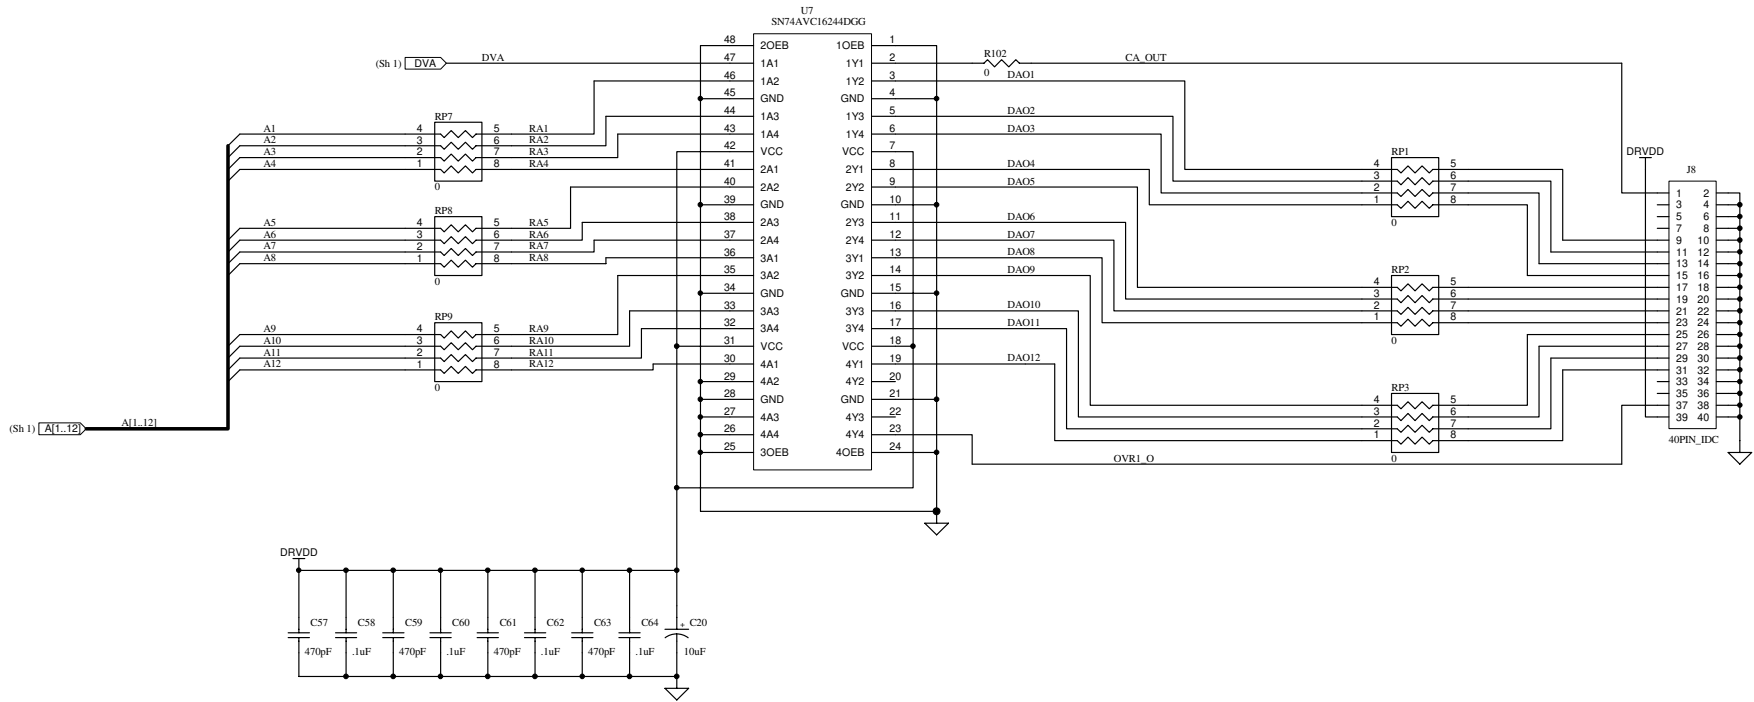 U7
SN74AVC16244DGG
48 2OEB 1OEB 1
(Sh 1) DVA DVA 47 1A1 1Y1 2 R102 0 CA_OUT
46 1A2 1Y2 3 DAO1
45 GND GND 4
44 1A3 1Y3 5 DAO2
43 1A4 1Y4 6 DAO3
42 VCC VCC 7
41 2A1 2Y1 8 DAO4
40 2A2 2Y2 9 DAO5
39 GND GND 10
38 2A3 2Y3 11 DAO6
37 2A4 2Y4 12 DAO7
36 3A1 3Y1 13 DAO8
35 3A2 3Y2 14 DAO9
34 GND GND 15
33 3A3 3Y3 16 DAO10
32 3A4 3Y4 17 DAO11
31 VCC VCC 18
30 4A1 4Y1 19 DAO12
29 4A2 4Y2 20
28 GND GND 21
27 4A3 4Y3 22
26 4A4 4Y4 23
25 3OEB 4OEB 24
OVR1_O
RP7
A1 4 5 RA1
A2 3 6 RA2
A3 2 7 RA3
A4 1 8 RA4
0
RP8
A5 4 5 RA5
A6 3 6 RA6
A7 2 7 RA7
A8 1 8 RA8
0
RP9
A9 4 5 RA9
A10 3 6 RA10
A11 2 7 RA11
A12 1 8 RA12
0
(Sh 1) A[1..12] A[1..12]
RP1
4 5
3 6
2 7
1 8
0
RP2
4 5
3 6
2 7
1 8
0
RP3
4 5
3 6
2 7
1 8
0
DRVDD
J8
1 2
3 4
5 6
7 8
9 10
11 12
13 14
15 16
17 18
19 20
21 22
23 24
25 26
27 28
29 30
31 32
33 34
35 36
37 38
39 40
40PIN_IDC
DRVDD
C57 C58 C59 C60 C61 C62 C63 C64 + C20
470pF .1uF 470pF .1uF 470pF .1uF 470pF .1uF 10uF